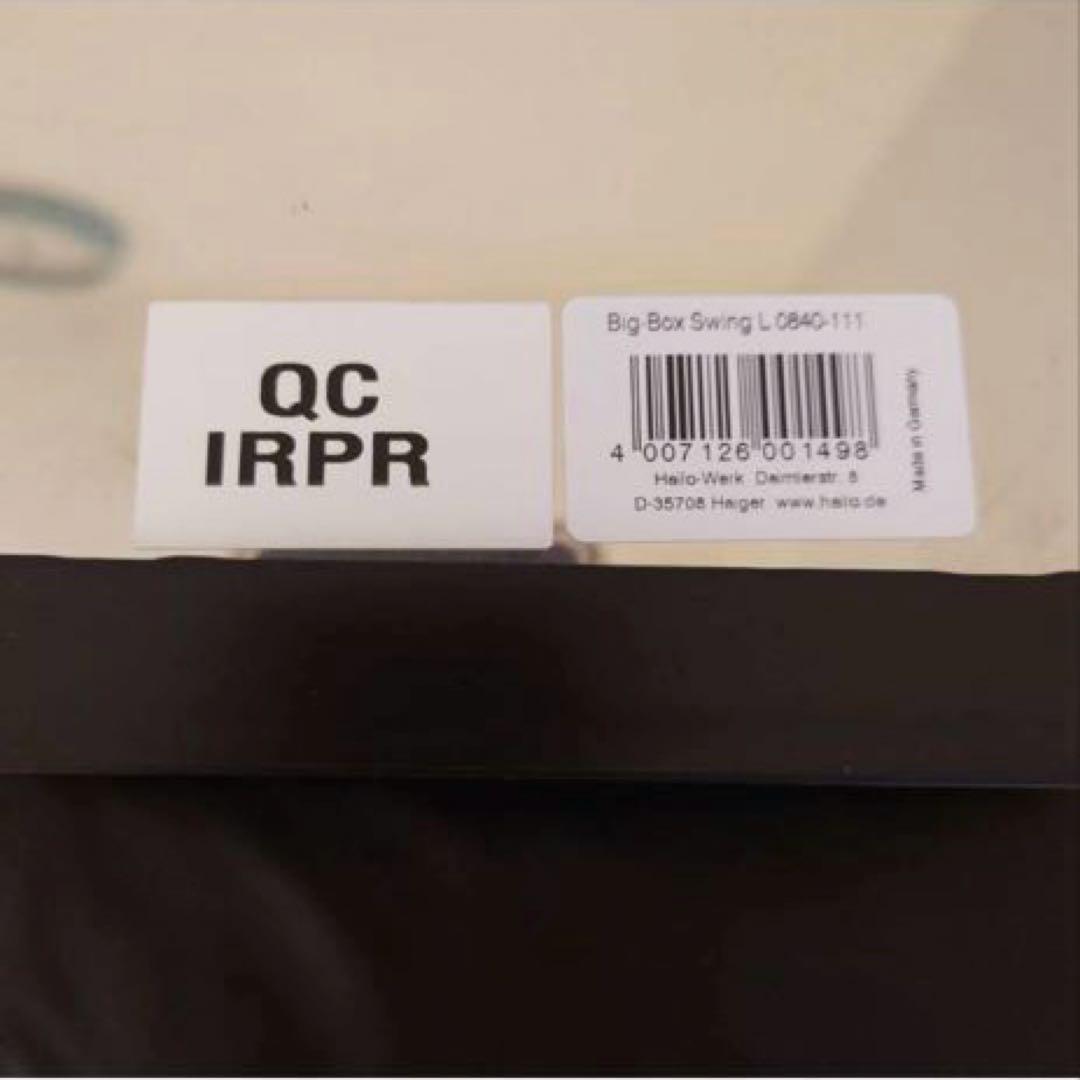 QC
IRPR
Big-Box Swing L 0840-111
4 007126 001498
Hailo-Werk Daimlerstr. 8
D-35708 Haiger www.hailo.de
Made in Germany